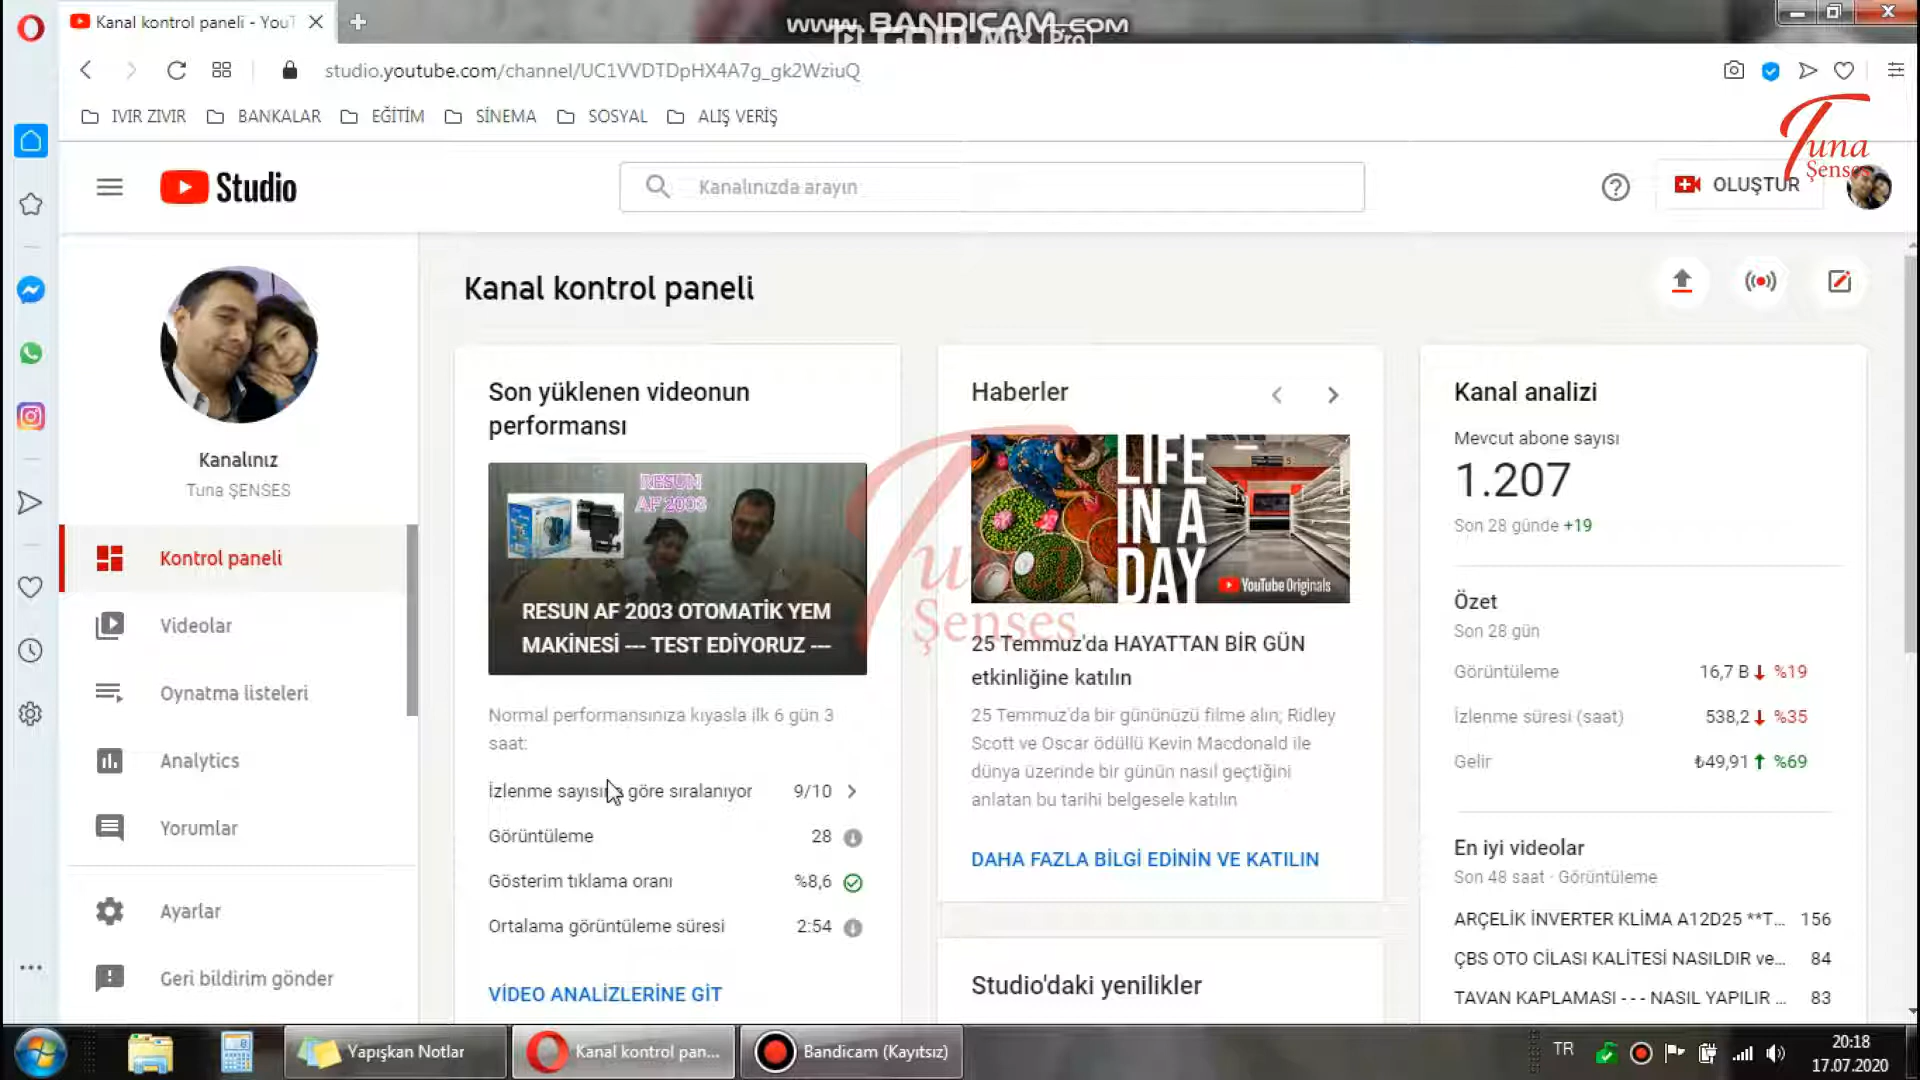 Kanal kontrol paneli - YouT
www.BANDICAM.com
studio.youtube.com/channel/UC1VVDTDpHX4A7g_gk2WziuQ
IVIR ZIVIR
BANKALAR
EĞİTİM
SİNEMA
SOSYAL
ALIŞ VERİŞ
Tuna
Şenses
Studio
Kanalınızda arayın
OLUŞTUR
Kanalınız
Tuna ŞENSES
Kontrol paneli
Videolar
Oynatma listeleri
Analytics
Yorumlar
Ayarlar
Geri bildirim gönder
Kanal kontrol paneli
Son yüklenen videonun
performansı
RESUN
AF 2003
RESUN AF 2003 OTOMATİK YEM
MAKİNESİ --- TEST EDİYORUZ ---
Normal performansınıza kıyasla ilk 6 gün 3
saat:
İzlenme sayısına göre sıralanıyor 9/10
Görüntüleme 28
Gösterim tıklama oranı %8,6
Ortalama görüntüleme süresi 2:54
VİDEO ANALİZLERİNE GİT
Haberler
LIFE
IN A
DAY
YouTube Originals
Tuna
Şenses
25 Temmuz'da HAYATTAN BİR GÜN
etkinliğine katılın
25 Temmuz'da bir gününüzü filme alın; Ridley
Scott ve Oscar ödüllü Kevin Macdonald ile
dünya üzerinde bir günün nasıl geçtiğini
anlatan bu tarihi belgesele katılın
DAHA FAZLA BİLGİ EDİNİN VE KATILIN
Studio'daki yenilikler
Kanal analizi
Mevcut abone sayısı
1.207
Son 28 günde +19
Özet
Son 28 gün
Görüntüleme 16,7 B %19
İzlenme süresi (saat) 538,2 %35
Gelir ₺49,91 %69
En iyi videolar
Son 48 saat · Görüntüleme
ARÇELİK İNVERTER KLİMA A12D25 **T... 156
ÇBS OTO CİLASI KALİTESİ NASILDIR ve... 84
TAVAN KAPLAMASI - - - NASIL YAPILIR ... 83
Yapışkan Notlar
Kanal kontrol pan...
Bandicam (Kayıtsız)
TR
20:18
17.07.2020